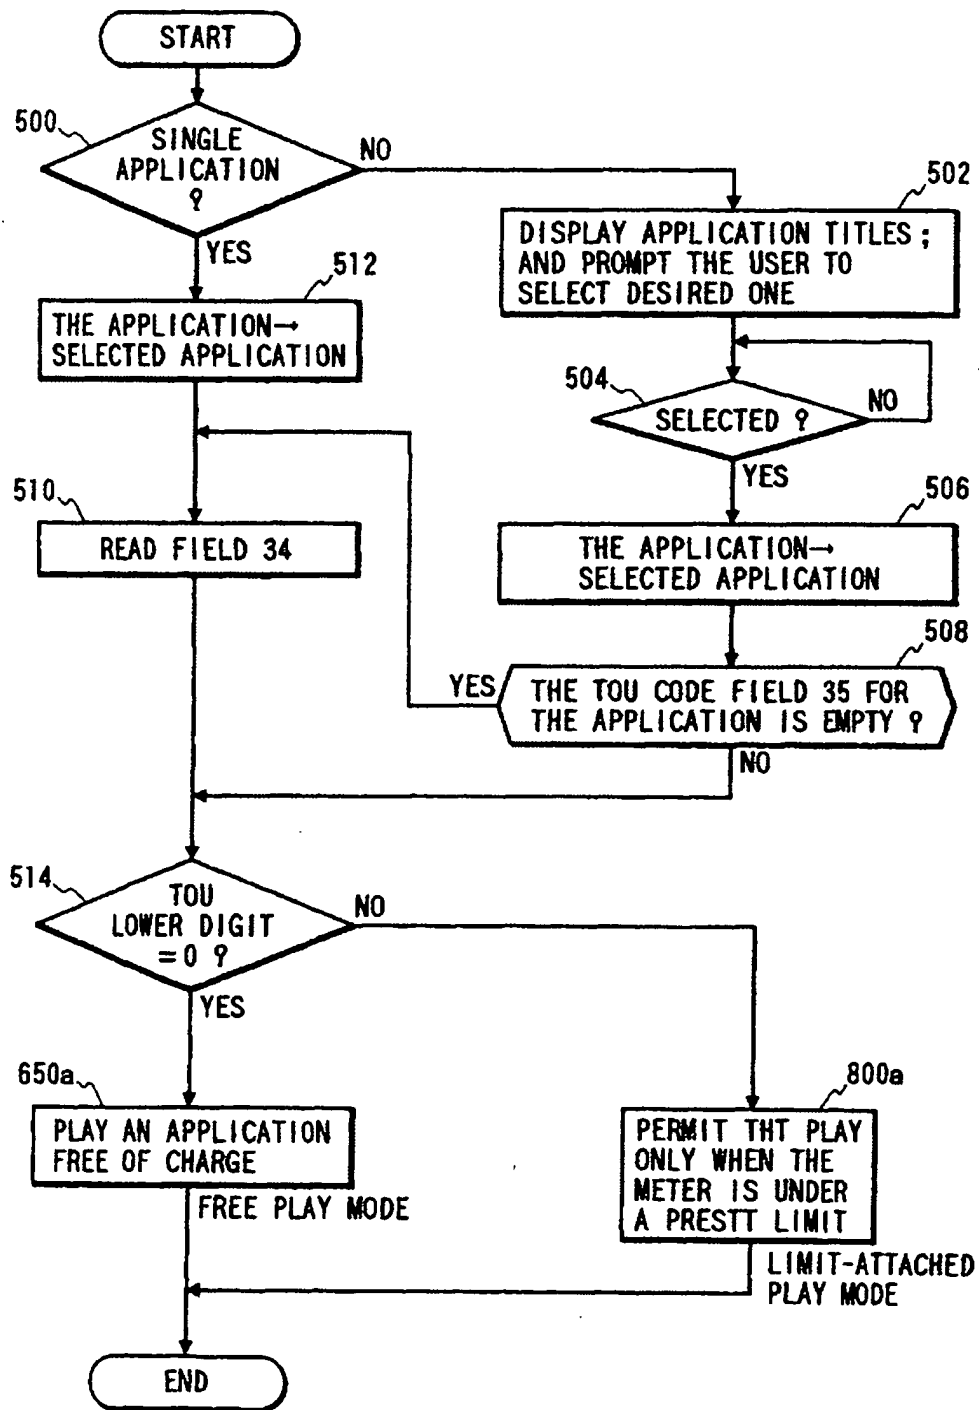 START
500
SINGLE
APPLICATION
?
NO
YES
502
DISPLAY APPLICATION TITLES;
AND PROMPT THE USER TO
SELECT DESIRED ONE
512
THE APPLICATION→
SELECTED APPLICATION
504
SELECTED ?
NO
YES
510
READ FIELD 34
506
THE APPLICATION→
SELECTED APPLICATION
508
YES
THE TOU CODE FIELD 35 FOR
THE APPLICATION IS EMPTY ?
NO
514
TOU
LOWER DIGIT
=0 ?
NO
YES
650a
PLAY AN APPLICATION
FREE OF CHARGE
FREE PLAY MODE
800a
PERMIT THT PLAY
ONLY WHEN THE
METER IS UNDER
A PRESTT LIMIT
LIMIT-ATTACHED
PLAY MODE
END